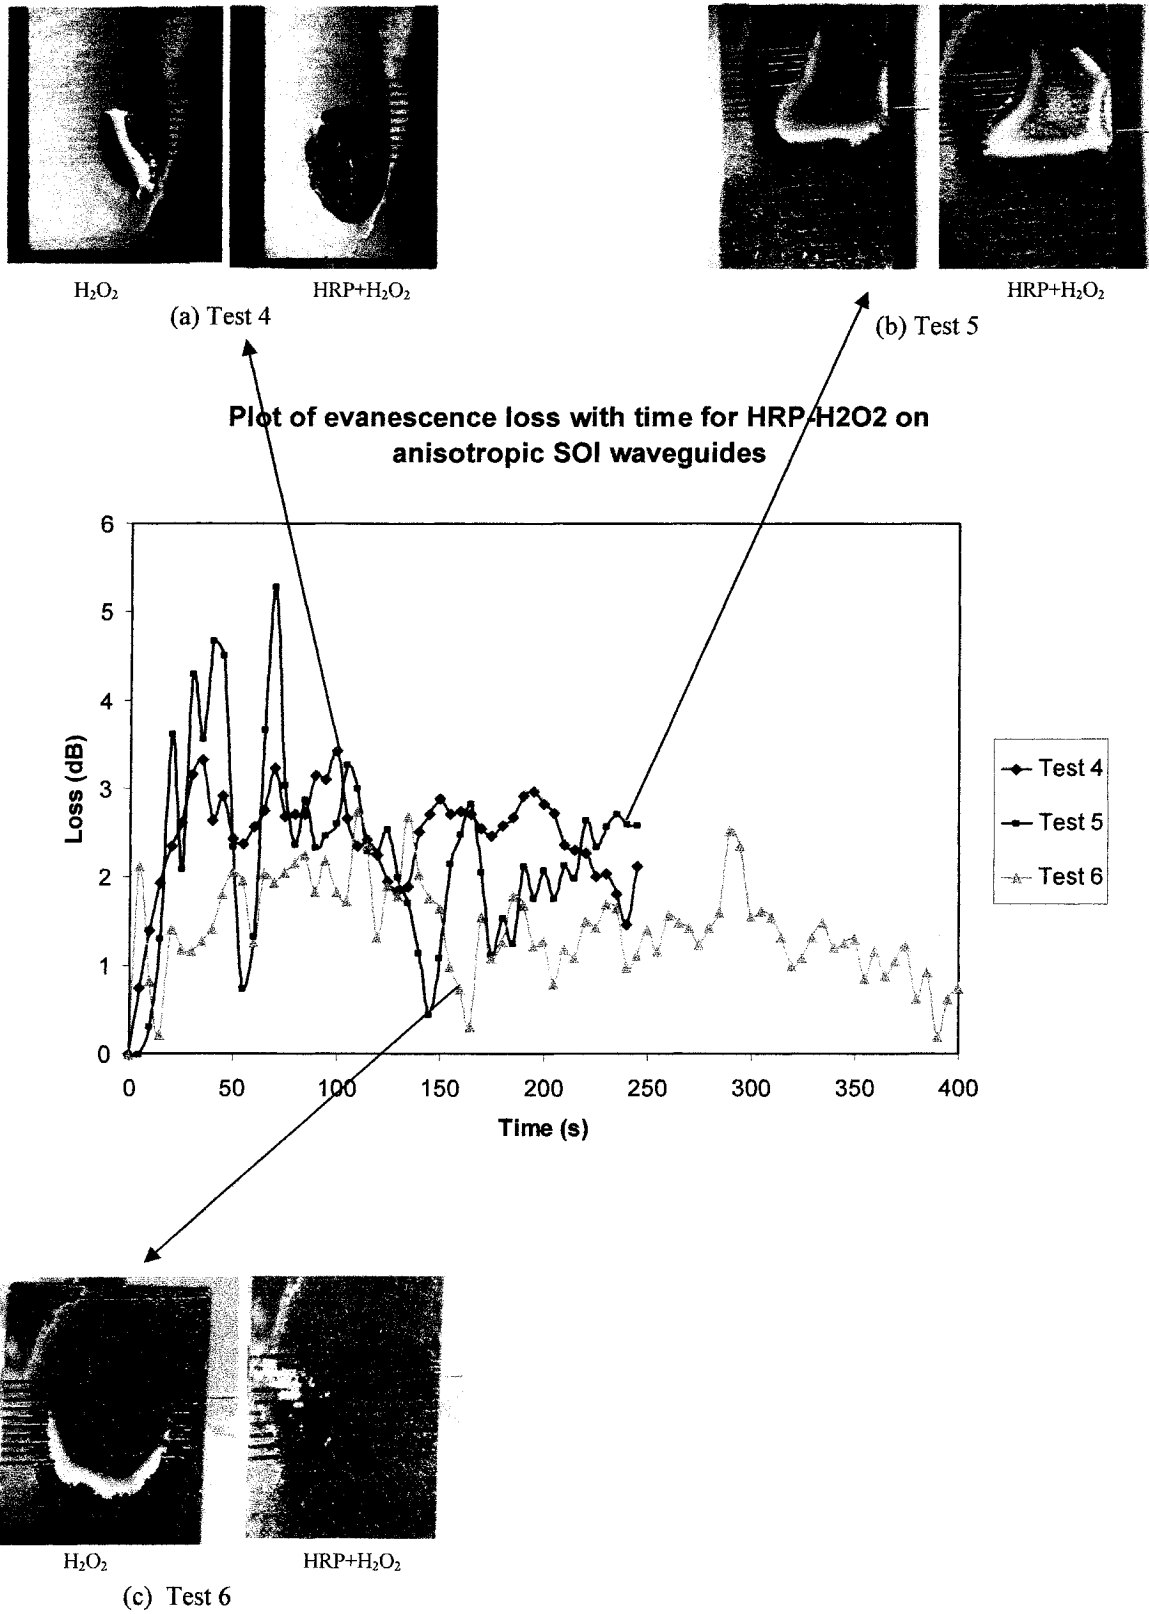 H₂O₂
HRP+H₂O₂
(a) Test 4
HRP+H₂O₂
(b) Test 5
Plot of evanescence loss with time for HRP-H2O2 on
anisotropic SOI waveguides
6
5
4
3
2
1
0
Loss (dB)
0 50 100 150 200 250 300 350 400
Time (s)
Test 4
Test 5
Test 6
H₂O₂
HRP+H₂O₂
(c) Test 6